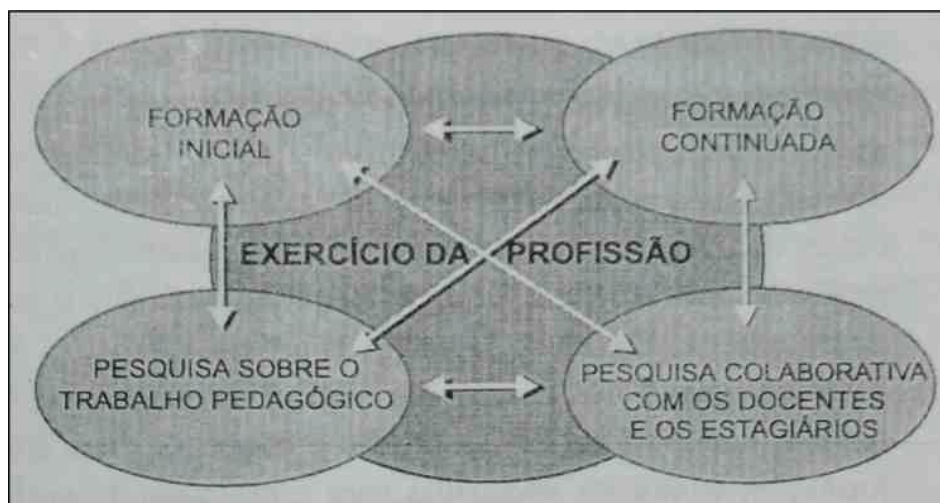 FORMAÇÃO
INICIAL
FORMAÇÃO
CONTINUADA
EXERCÍCIO DA PROFISSÃO
PESQUISA SOBRE O
TRABALHO PEDAGÓGICO
PESQUISA COLABORATIVA
COM OS DOCENTES
E OS ESTAGIÁRIOS